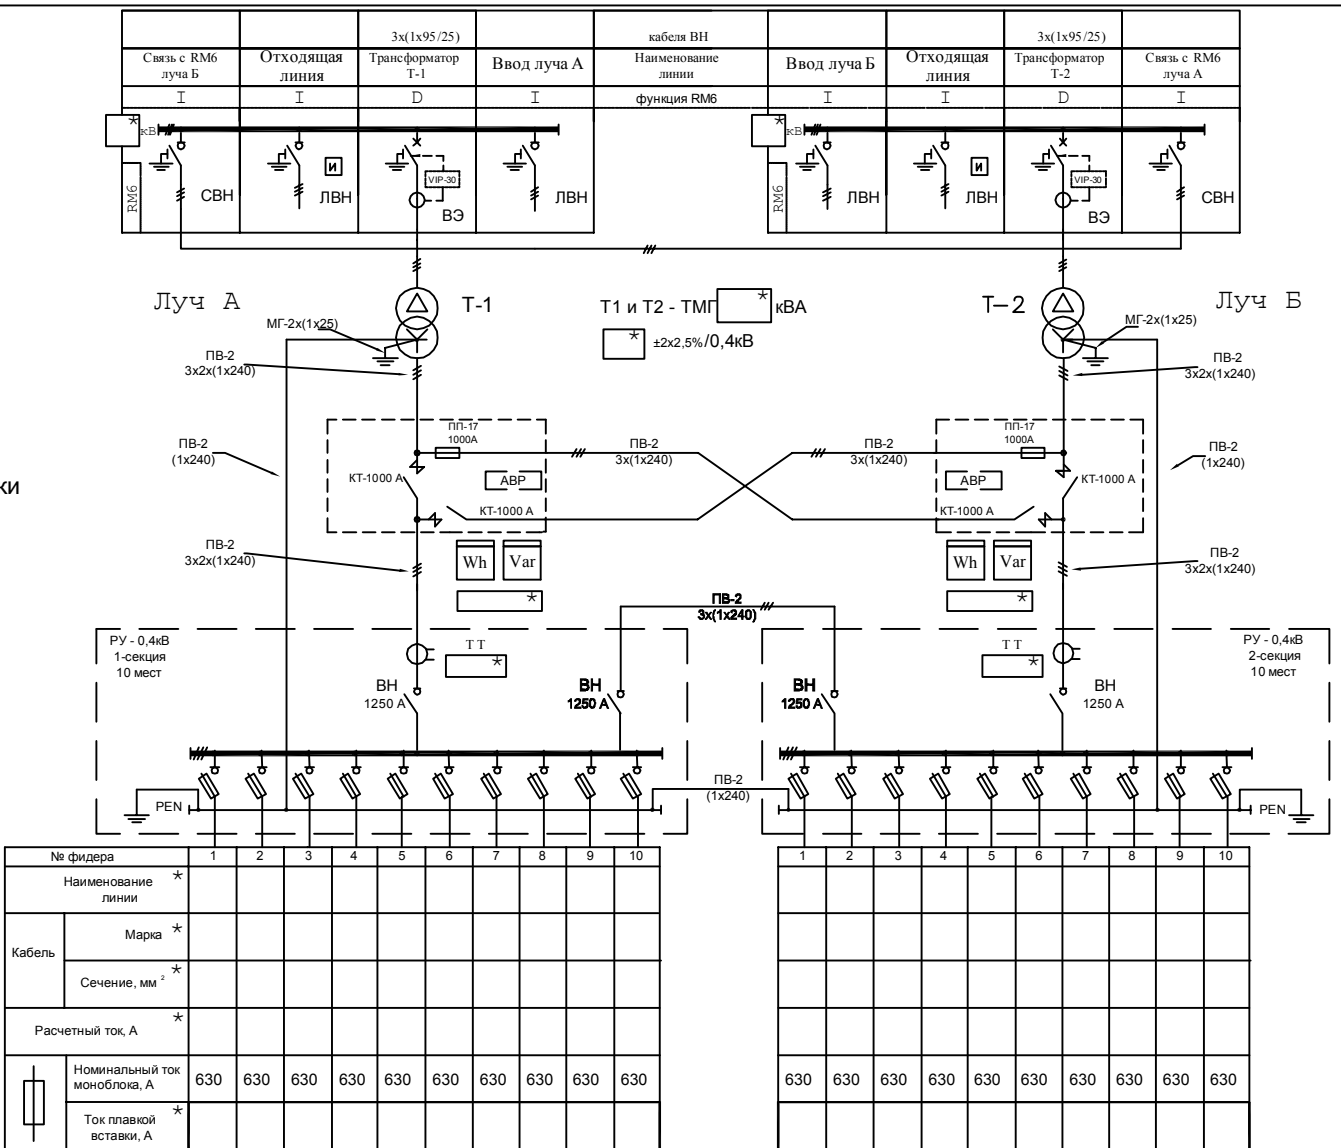 3х(1х95/25)
кабеля ВН
3х(1х95/25)
Связь с RM6
луча Б
Отходящая
линия
Трансформатор
Т-1
Ввод луча А
Наименование
линии
Ввод луча Б
Отходящая
линия
Трансформатор
Т-2
Связь с RM6
луча А
I
I
D
I
функция RM6
I
I
D
I
* кВ
* кВ
RM6
И
VIP-30
СВН
ЛВН
ВЭ
ЛВН
RM6
И
VIP-30
ЛВН
ЛВН
ВЭ
СВН
Луч А
Т-1
Т1 и Т2 - ТМГ * кВА
Т-2
Луч Б
* ±2х2,5%/0,4кВ
МГ-2х(1х25)
МГ-2х(1х25)
ПВ-2
3х2х(1х240)
ПВ-2
3х2х(1х240)
ПП-17
1000А
ПП-17
1000А
ПВ-2
(1х240)
ПВ-2
3х(1х240)
ПВ-2
3х(1х240)
ПВ-2
(1х240)
ки
КТ-1000 А
АВР
АВР
КТ-1000 А
КТ-1000 А
КТ-1000 А
ПВ-2
3х2х(1х240)
Wh
Var
Wh
Var
ПВ-2
3х2х(1х240)
*
*
ПВ-2
3х(1х240)
РУ - 0,4кВ
1-секция
10 мест
ТТ
*
ТТ
*
РУ - 0,4кВ
2-секция
10 мест
ВН
1250 А
ВН
1250 А
ВН
1250 А
ВН
1250 А
ПВ-2
(1х240)
PEN
PEN
№ фидера 1 2 3 4 5 6 7 8 9 10 1 2 3 4 5 6 7 8 9 10
Наименование *
линии
Кабель
Марка *
Сечение, мм ² *
Расчетный ток, А *
Номинальный ток
моноблока, А
630 630 630 630 630 630 630 630 630 630 630 630 630 630 630 630 630 630 630 630
Ток плавкой *
вставки, А